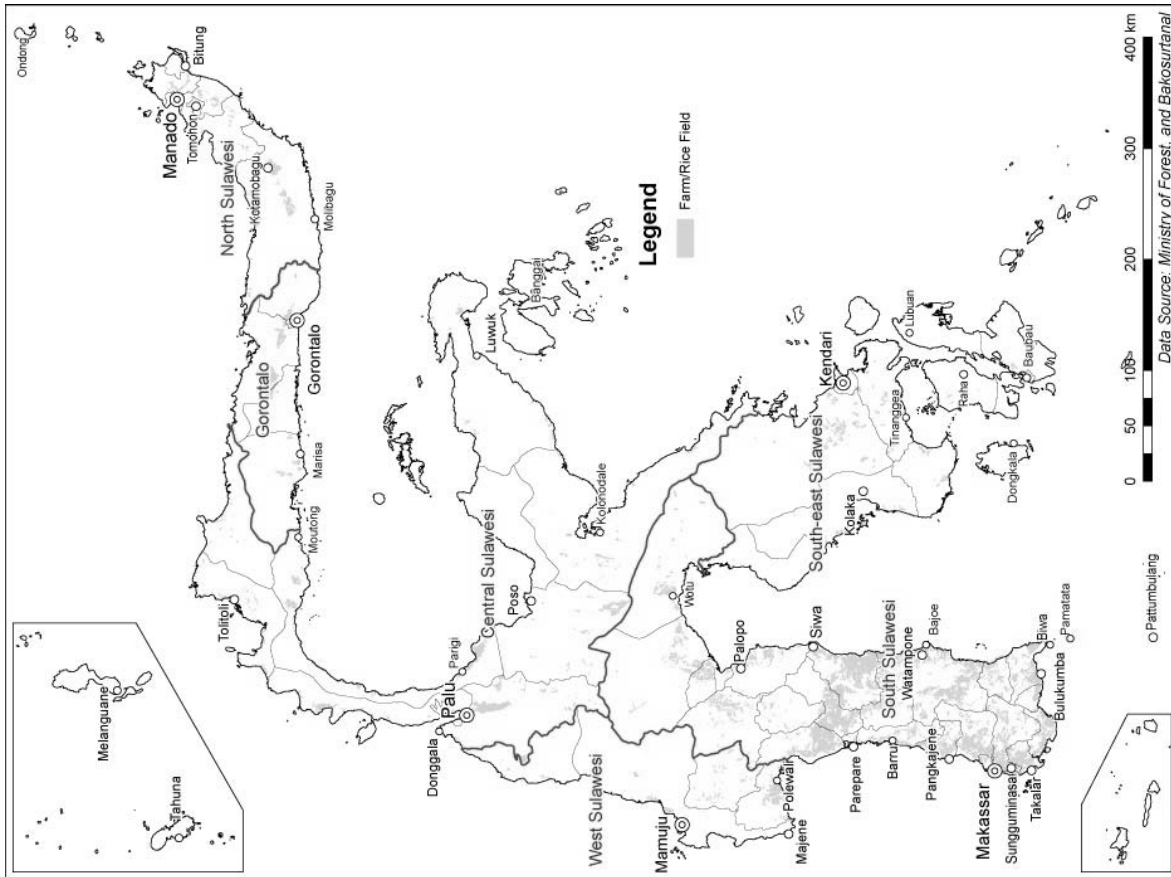 Ondong
Bitung
Manado
Tomohon
North Sulawesi
Kotamobagu
Molibagu
Gorontalo
Gorontalo
Marisa
Moutong
Tolitoli
Melanguane
Tahuna
Legend
Farm/Rice Field
Banggai
Luwuk
Central Sulawesi
Poso
Parigi
Palu
Donggala
Kolonodale
Wotu
West Sulawesi
Mamuju
Majene
Polewali
Palopo
Siwa
South Sulawesi
Watampone
Bajoe
Parepare
Barru
Pangkajene
Makassar
Sungguminasa
Takalar
Bulukumba
Biwa
Pamatata
Pattumbujang
South-east Sulawesi
Kolaka
Kendari
Tinanggea
Raha
Lubuan
Baubau
Dongkala
0 50 100 200 300 400 km
Data Source: Ministry of Forest, and Bakosurtanal